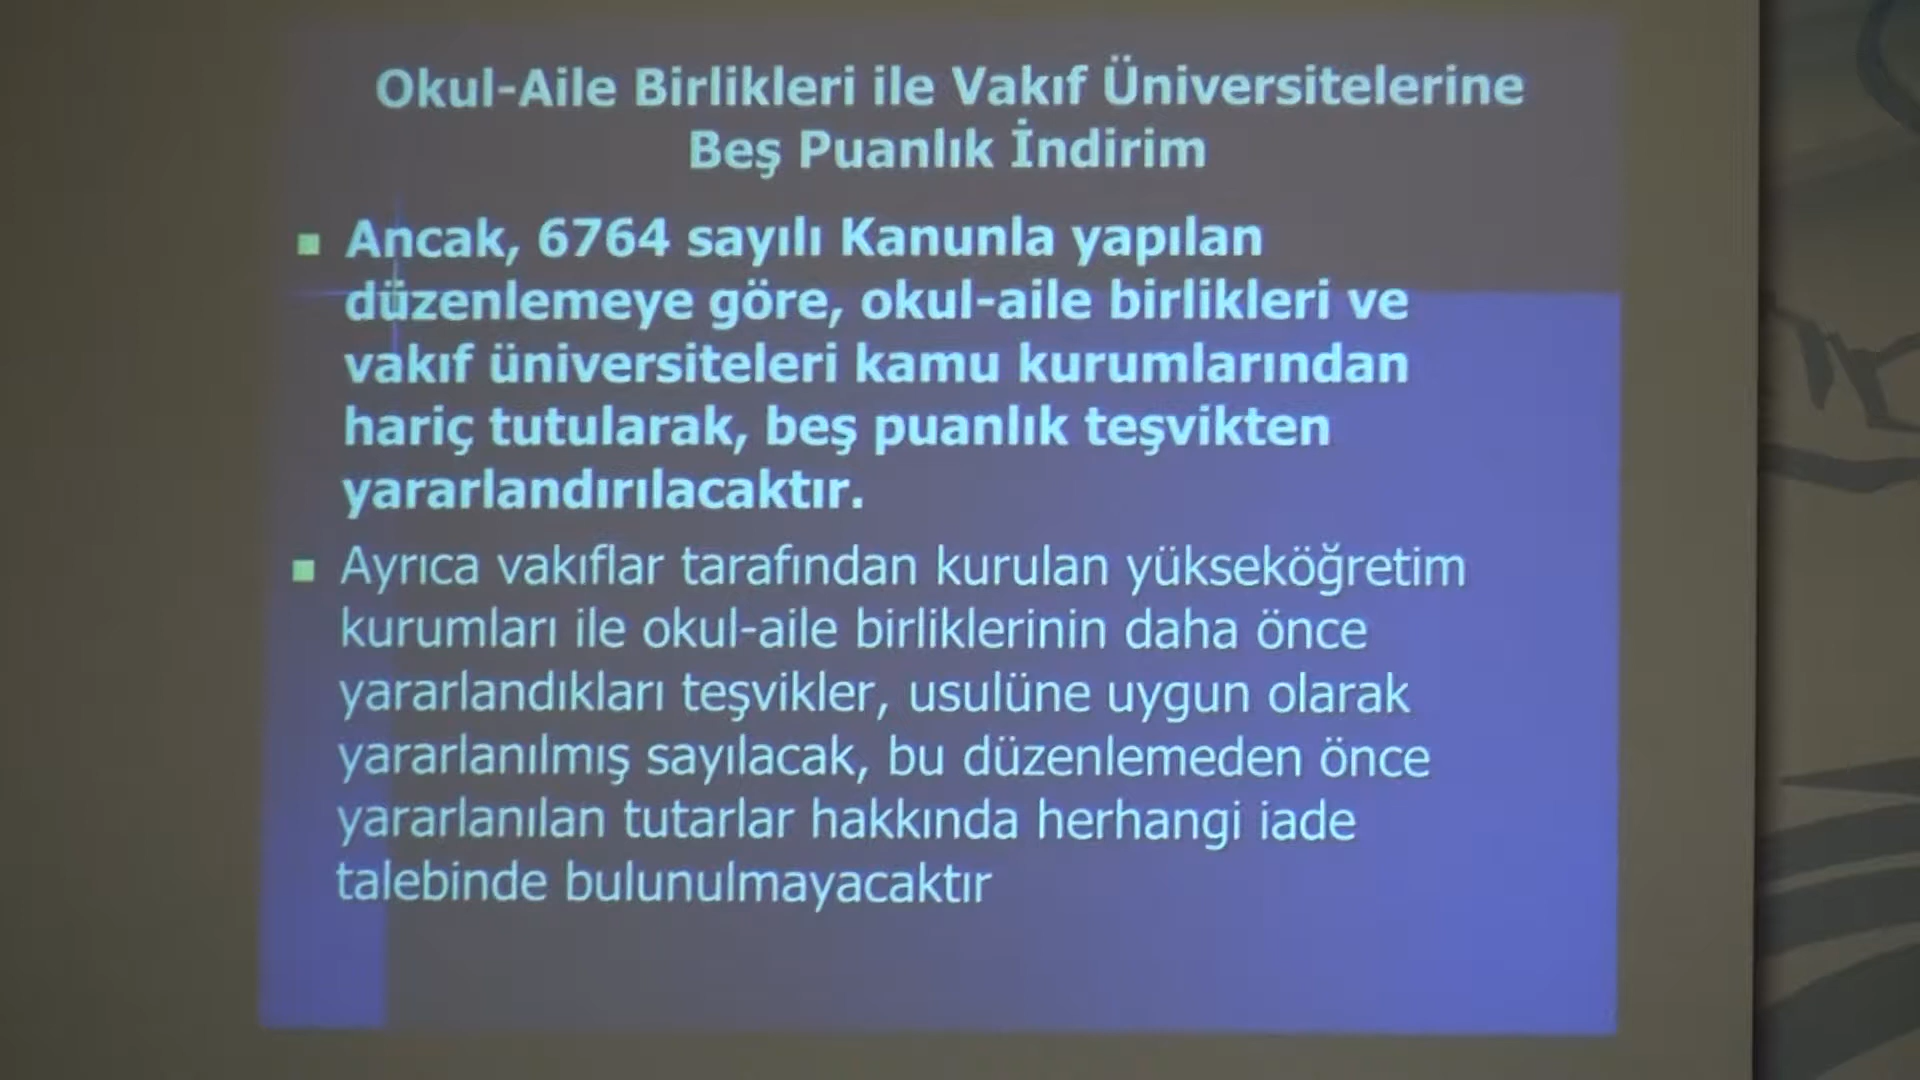 Okul-Aile Birlikleri ile Vakıf Üniversitelerine
Beş Puanlık İndirim
Ancak, 6764 sayılı Kanunla yapılan
düzenlemeye göre, okul-aile birlikleri ve
vakıf üniversiteleri kamu kurumlarından
hariç tutularak, beş puanlık teşvikten
yararlandırılacaktır.
Ayrıca vakıflar tarafından kurulan yükseköğretim
kurumları ile okul-aile birliklerinin daha önce
yararlandıkları teşvikler, usulüne uygun olarak
yararlanılmış sayılacak, bu düzenlemeden önce
yararlanılan tutarlar hakkında herhangi iade
talebinde bulunulmayacaktır